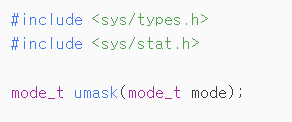 #include <sys/types.h>
#include <sys/stat.h>
mode_t umask(mode_t mode);